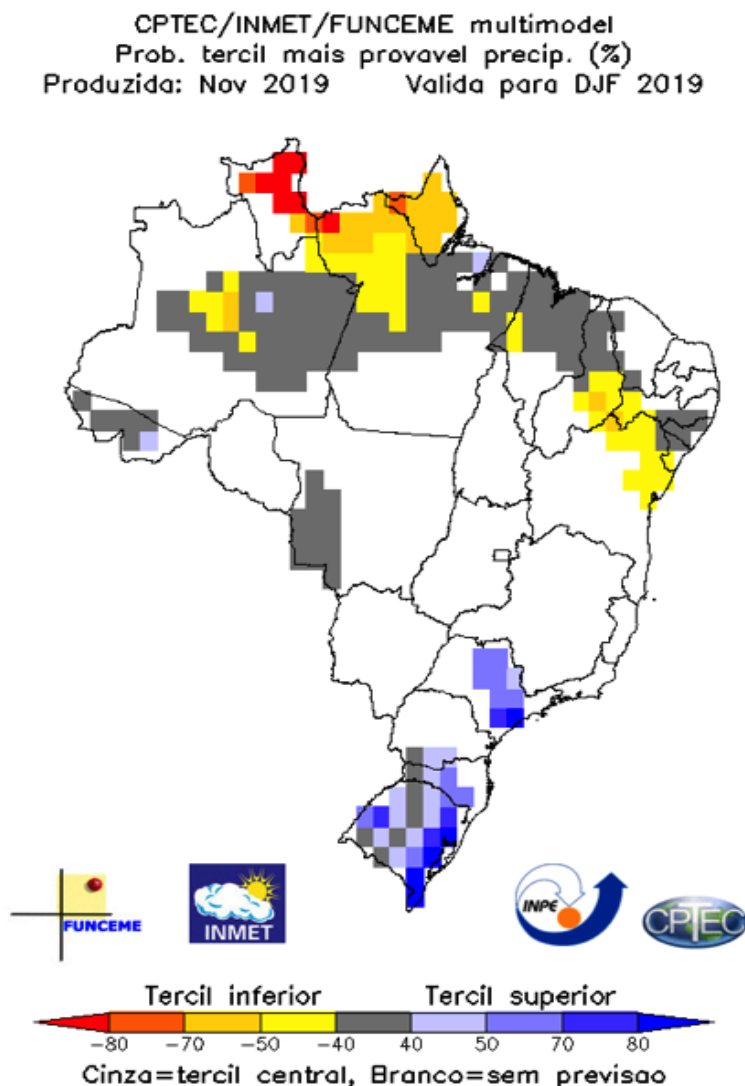 CPTEC/INMET/FUNCEME multimodel
Prob. tercil mais provavel precip. (%)
Produzida: Nov 2019 Valida para DJF 2019
FUNCEME
INMET
INPE
CPTEC
Tercil inferior Tercil superior
-80 -70 -50 -40 40 50 70 80
Cinza=tercil central, Branco=sem previsao